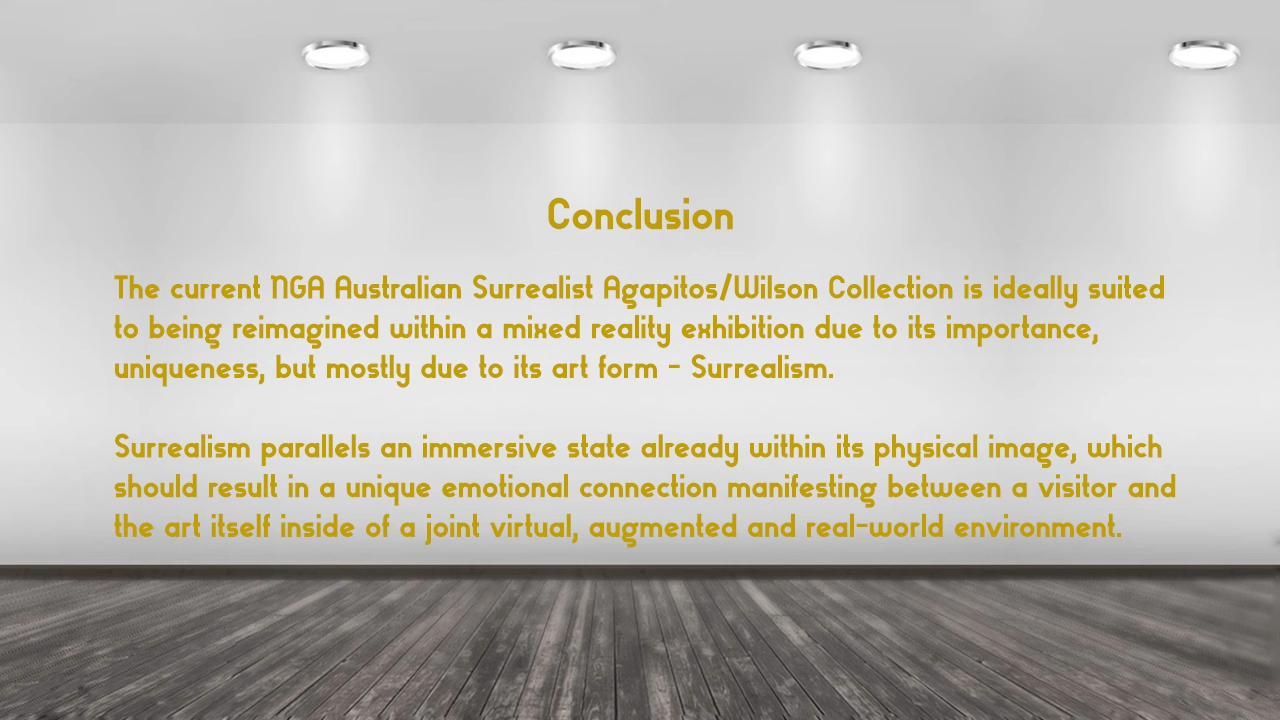 Conclusion
The current NGA Australian Surrealist Agapitos/Wilson Collection is ideally suited
to being reimagined within a mixed reality exhibition due to its importance,
uniqueness, but mostly due to its art form - Surrealism.
Surrealism parallels an immersive state already within its physical image, which
should result in a unique emotional connection manifesting between a visitor and
the art itself inside of a joint virtual, augmented and real-world environment.